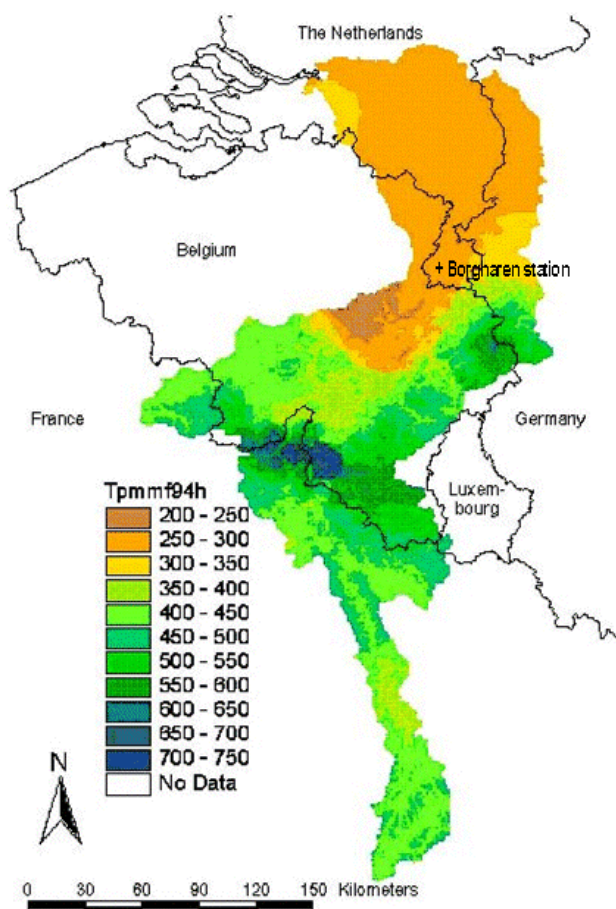 The Netherlands
Belgium
+ Borgharen station
France
Germany
Luxem-
bourg
Tpmmf94h
200 - 250
250 - 300
300 - 350
350 - 400
400 - 450
450 - 500
500 - 550
550 - 600
600 - 650
650 - 700
700 - 750
No Data
N
0 30 60 90 120 150 Kilometers